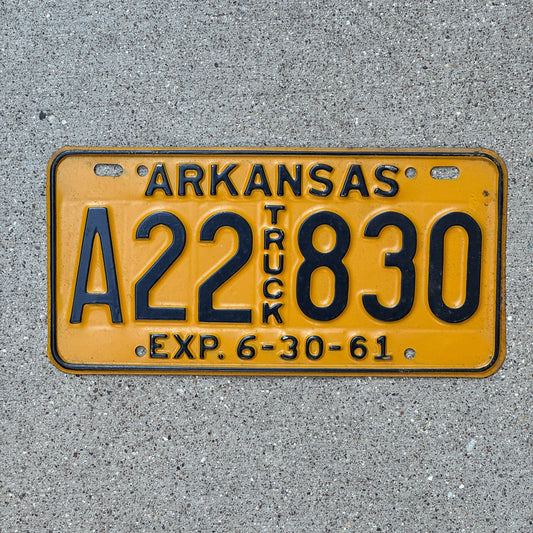 ARKANSAS
A22 TRUCK 830
EXP. 6-30-61